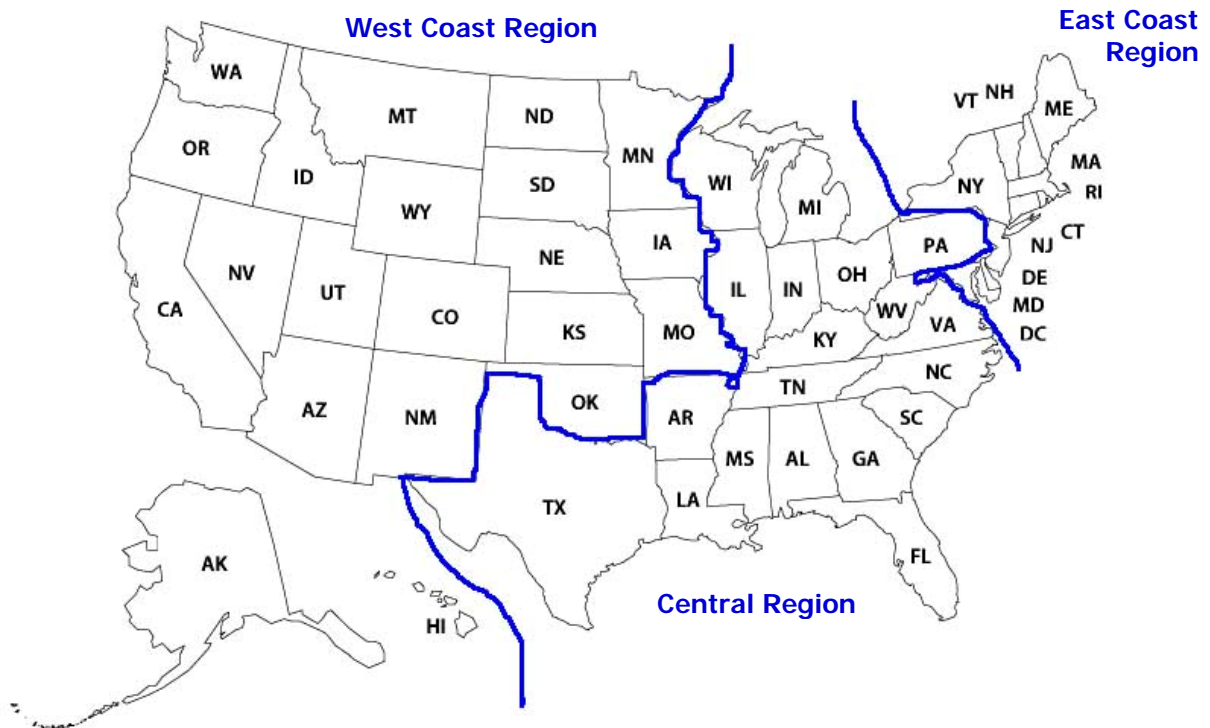 West Coast Region
East Coast
Region
WA
MT
ND
MN
VT
NH
ME
OR
ID
SD
WI
MI
NY
MA
RI
WY
CT
NV
UT
NE
IA
PA
NJ
CA
CO
KS
MO
IL
IN
OH
WV
VA
DE
MD
DC
KY
AZ
NM
OK
AR
TN
NC
SC
MS
AL
GA
TX
LA
FL
AK
HI
Central Region